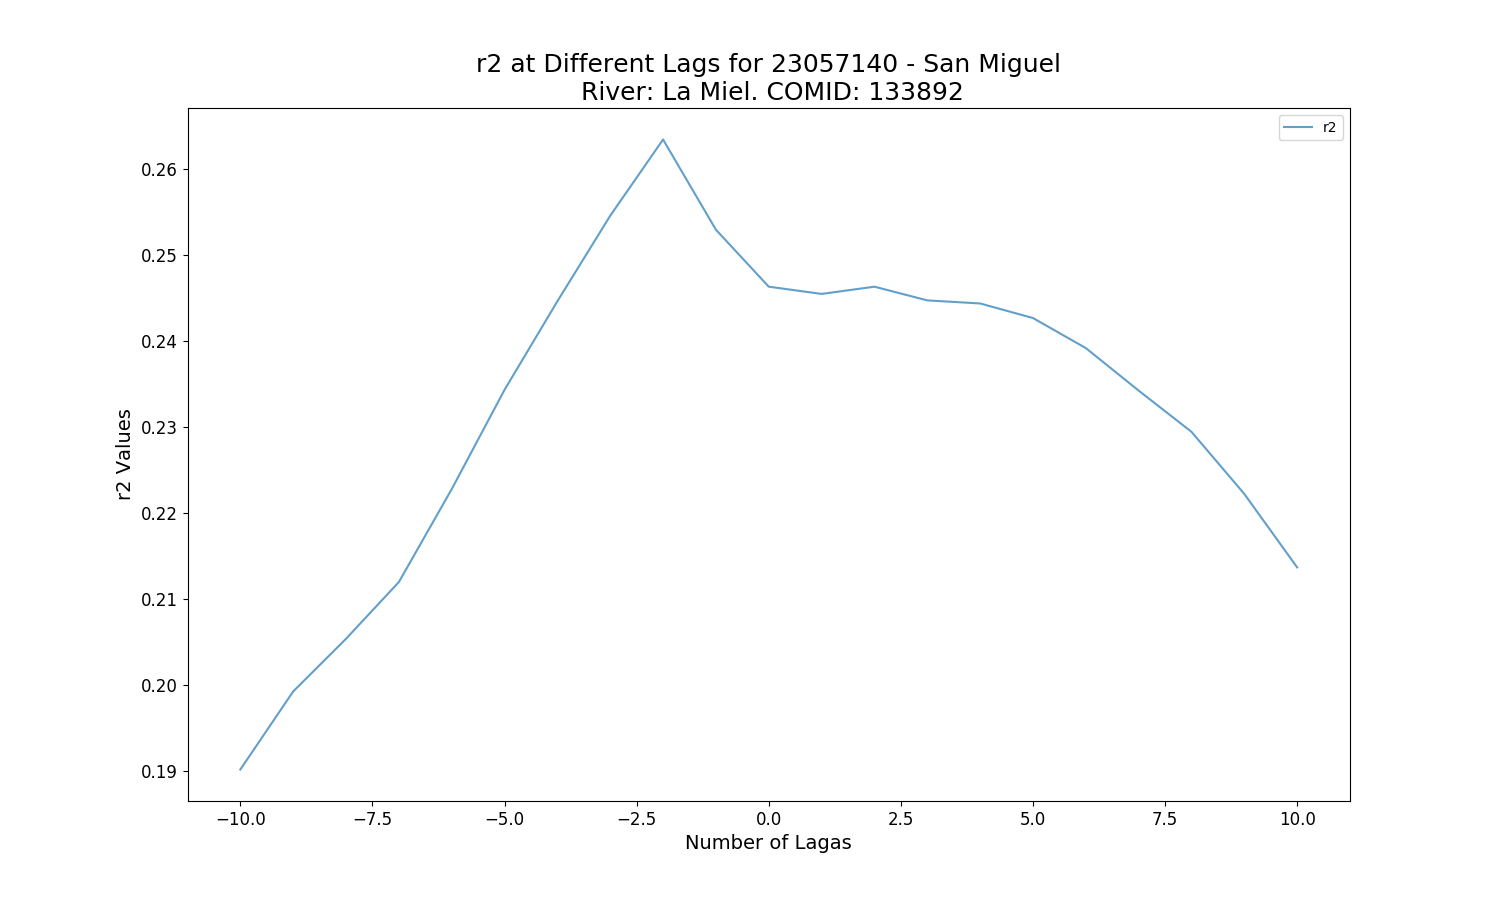 r2 at Different Lags for 23057140 - San Miguel
River: La Miel. COMID: 133892
r2
0.26
0.25
0.24
0.23
0.22
0.21
0.20
0.19
r2 Values
−10.0 −7.5 −5.0 −2.5 0.0 2.5 5.0 7.5 10.0
Number of Lagas